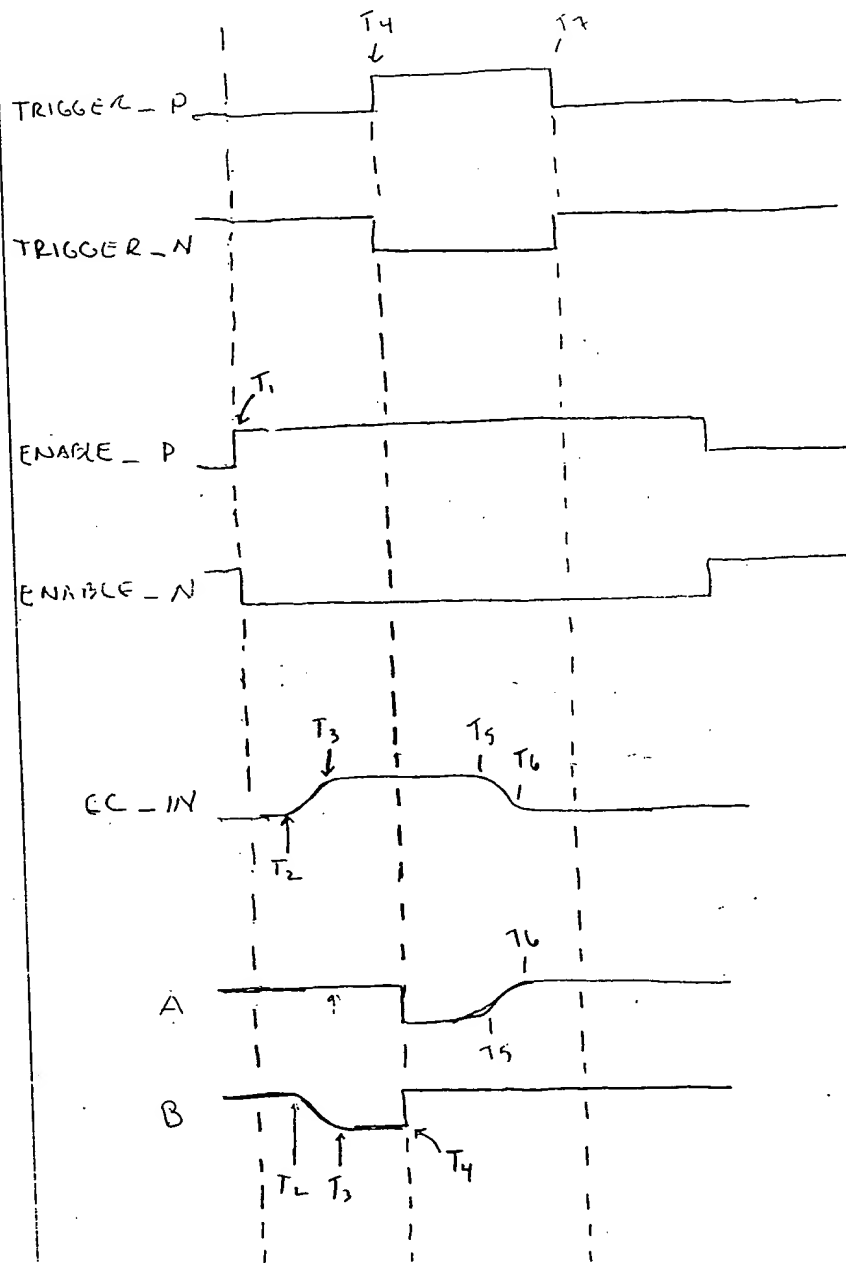 T4 T7
TRIGGER_P
TRIGGER_N
T1
ENABLE_P
ENABLE_N
T3 T5 T6
EC_IN
T2
T6
A
T5
B
T4
T2 T3